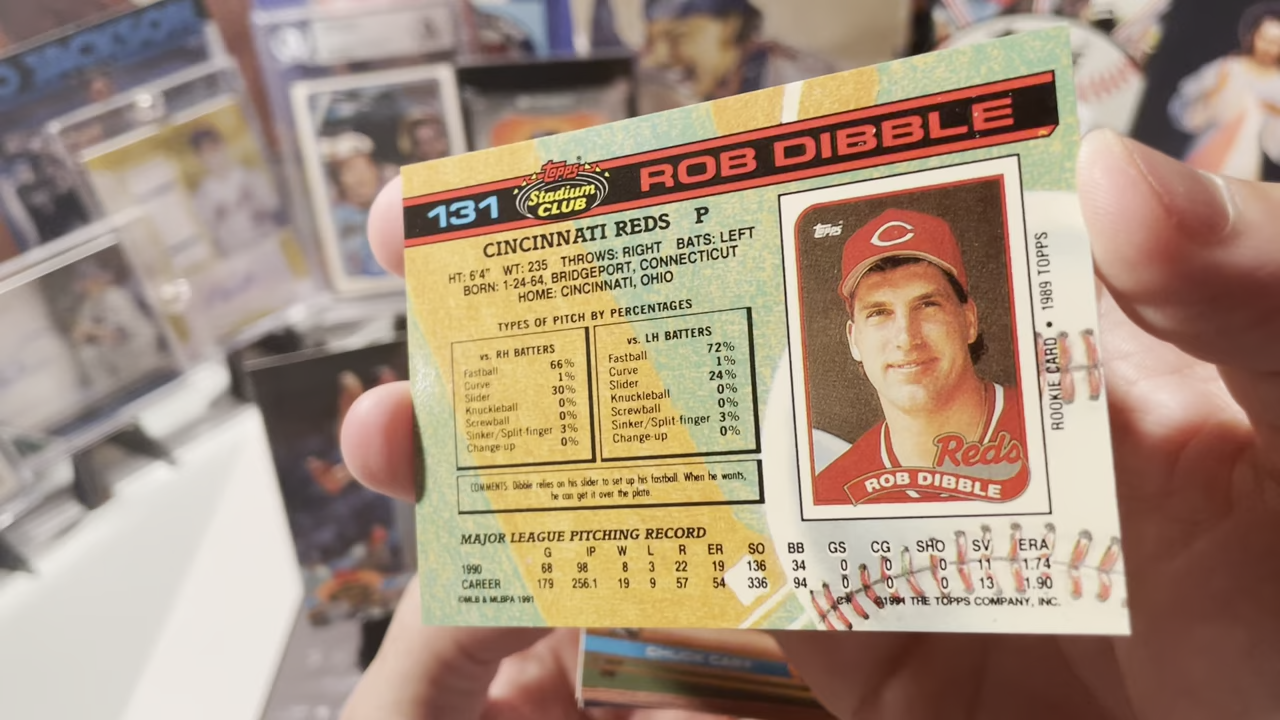 JACKSON
131 Topps Stadium CLUB ROB DIBBLE
CINCINNATI REDS P
HT: 6'4" WT: 235 THROWS: RIGHT BATS: LEFT
BORN: 1-24-64, BRIDGEPORT, CONNECTICUT
HOME: CINCINNATI, OHIO
TYPES OF PITCH BY PERCENTAGES
vs. RH BATTERS
Fastball 66%
Curve 1%
Slider 30%
Knuckleball 0%
Screwball 0%
Sinker/Split-finger 3%
Change-up 0%
vs. LH BATTERS
Fastball 72%
Curve 1%
Slider 24%
Knuckleball 0%
Screwball 0%
Sinker/Split-finger 3%
Change-up 0%
COMMENTS: Dibble relies on his slider to set up his fastball. When he wants,
he can get it over the plate.
Topps
C
Reds
Reds
ROB DIBBLE
ROOKIE CARD • 1989 TOPPS
MAJOR LEAGUE PITCHING RECORD
G IP W L R ER SO BB GS CG SHO SV ERA
1990 68 98 8 3 22 19 136 34 0 0 0 11 1.74
CAREER 179 256.1 19 9 57 54 336 94 0 0 0 13 1.90
©MLB & MLBPA 1991 ©1991 THE TOPPS COMPANY, INC.
CHUCK CARY